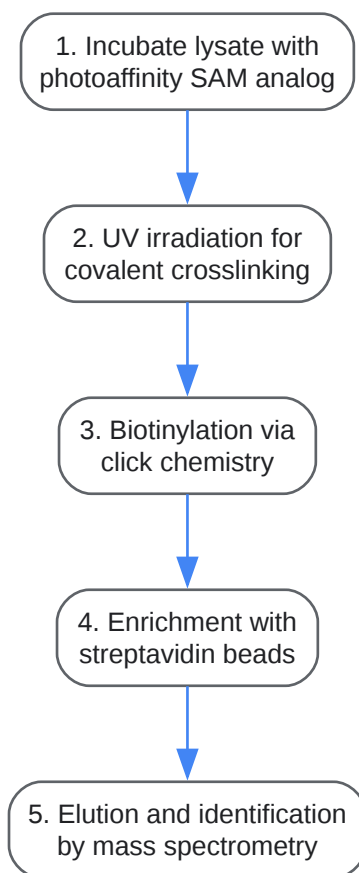 1. Incubate lysate with
photoaffinity SAM analog
2. UV irradiation for
covalent crosslinking
3. Biotinylation via
click chemistry
4. Enrichment with
streptavidin beads
5. Elution and identification
by mass spectrometry